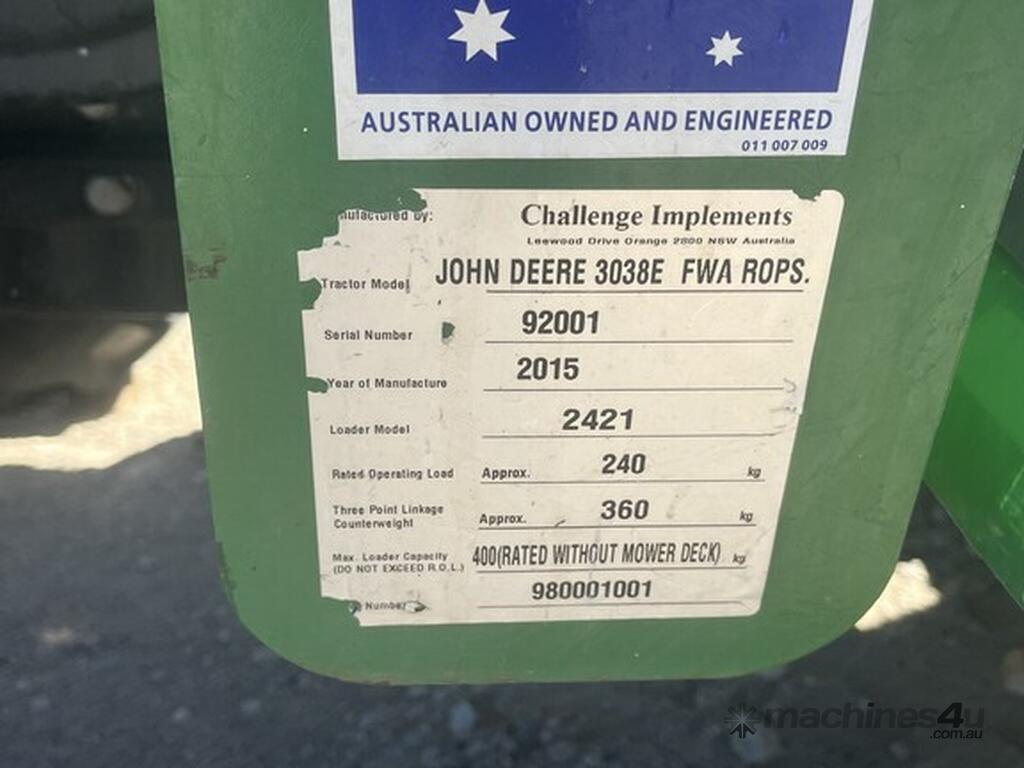 AUSTRALIAN OWNED AND ENGINEERED
011 007 009
by: Challenge Implements
Leewood Drive Orange 2800 NSW Australia
Tractor Model JOHN DEERE 3038E FWA ROPS.
Serial Number 92001
Year of Manufacture 2015
Loader Model 2421
Rated Operating Load Approx. 240 kg
Three Point Linkage
Counterweight Approx. 360 kg
Max. Loader Capacity
(DO NOT EXCEED R.O.L.) 400(RATED WITHOUT MOWER DECK) kg
Number 980001001
machines4u
.com.au